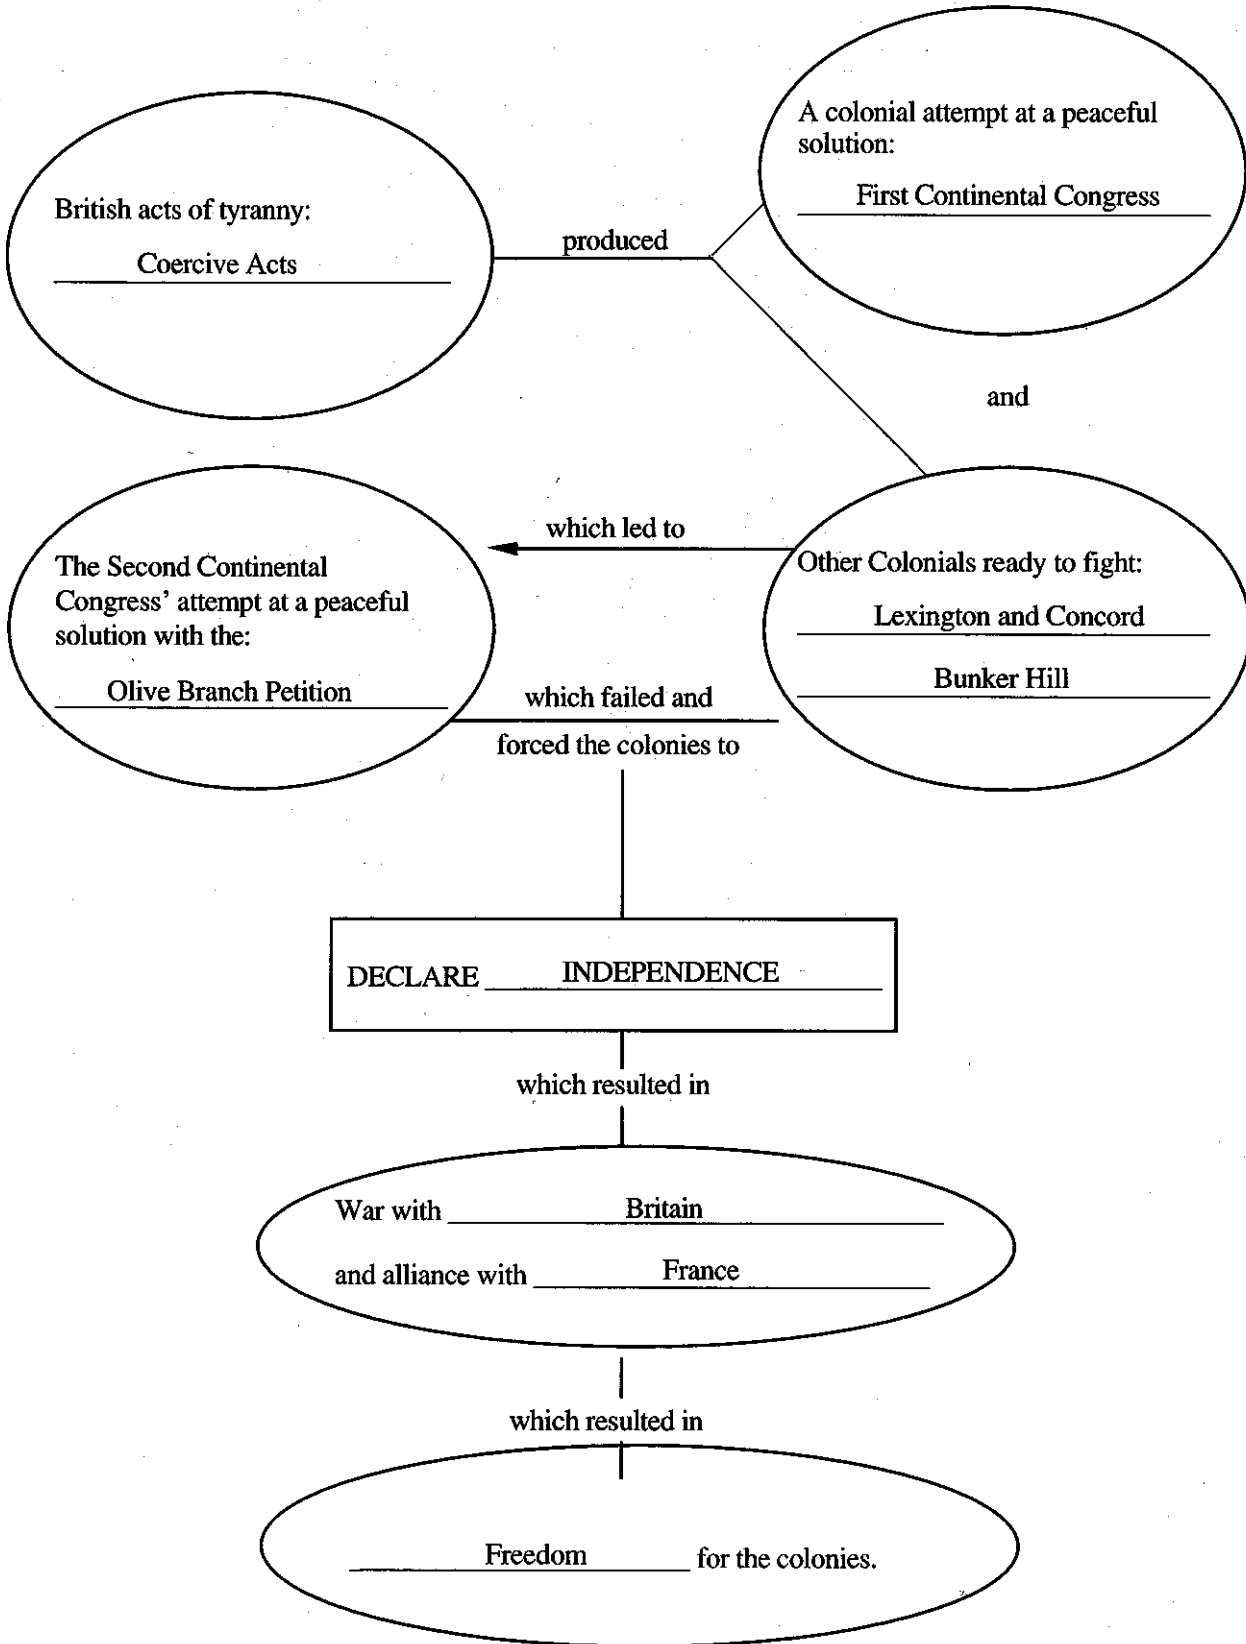 A colonial attempt at a peaceful
solution:
First Continental Congress
British acts of tyranny:
Coercive Acts
produced
and
The Second Continental
Congress’ attempt at a peaceful
solution with the:
Olive Branch Petition
which led to
Other Colonials ready to fight:
Lexington and Concord
Bunker Hill
which failed and
forced the colonies to
DECLARE INDEPENDENCE
which resulted in
War with Britain
and alliance with France
which resulted in
Freedom for the colonies.